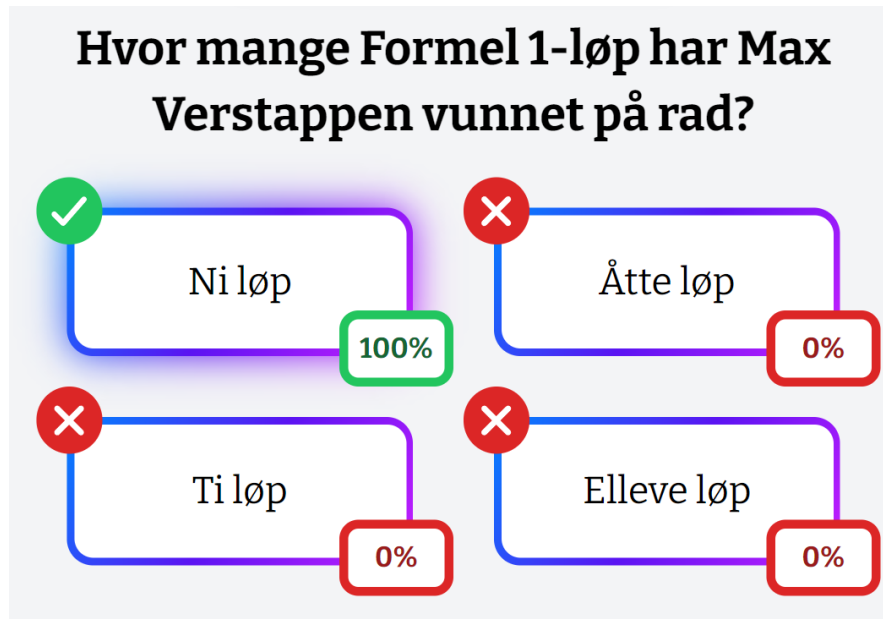 Hvor mange Formel 1-løp har Max
Verstappen vunnet på rad?
Ni løp
100%
Åtte løp
0%
Ti løp
0%
Elleve løp
0%